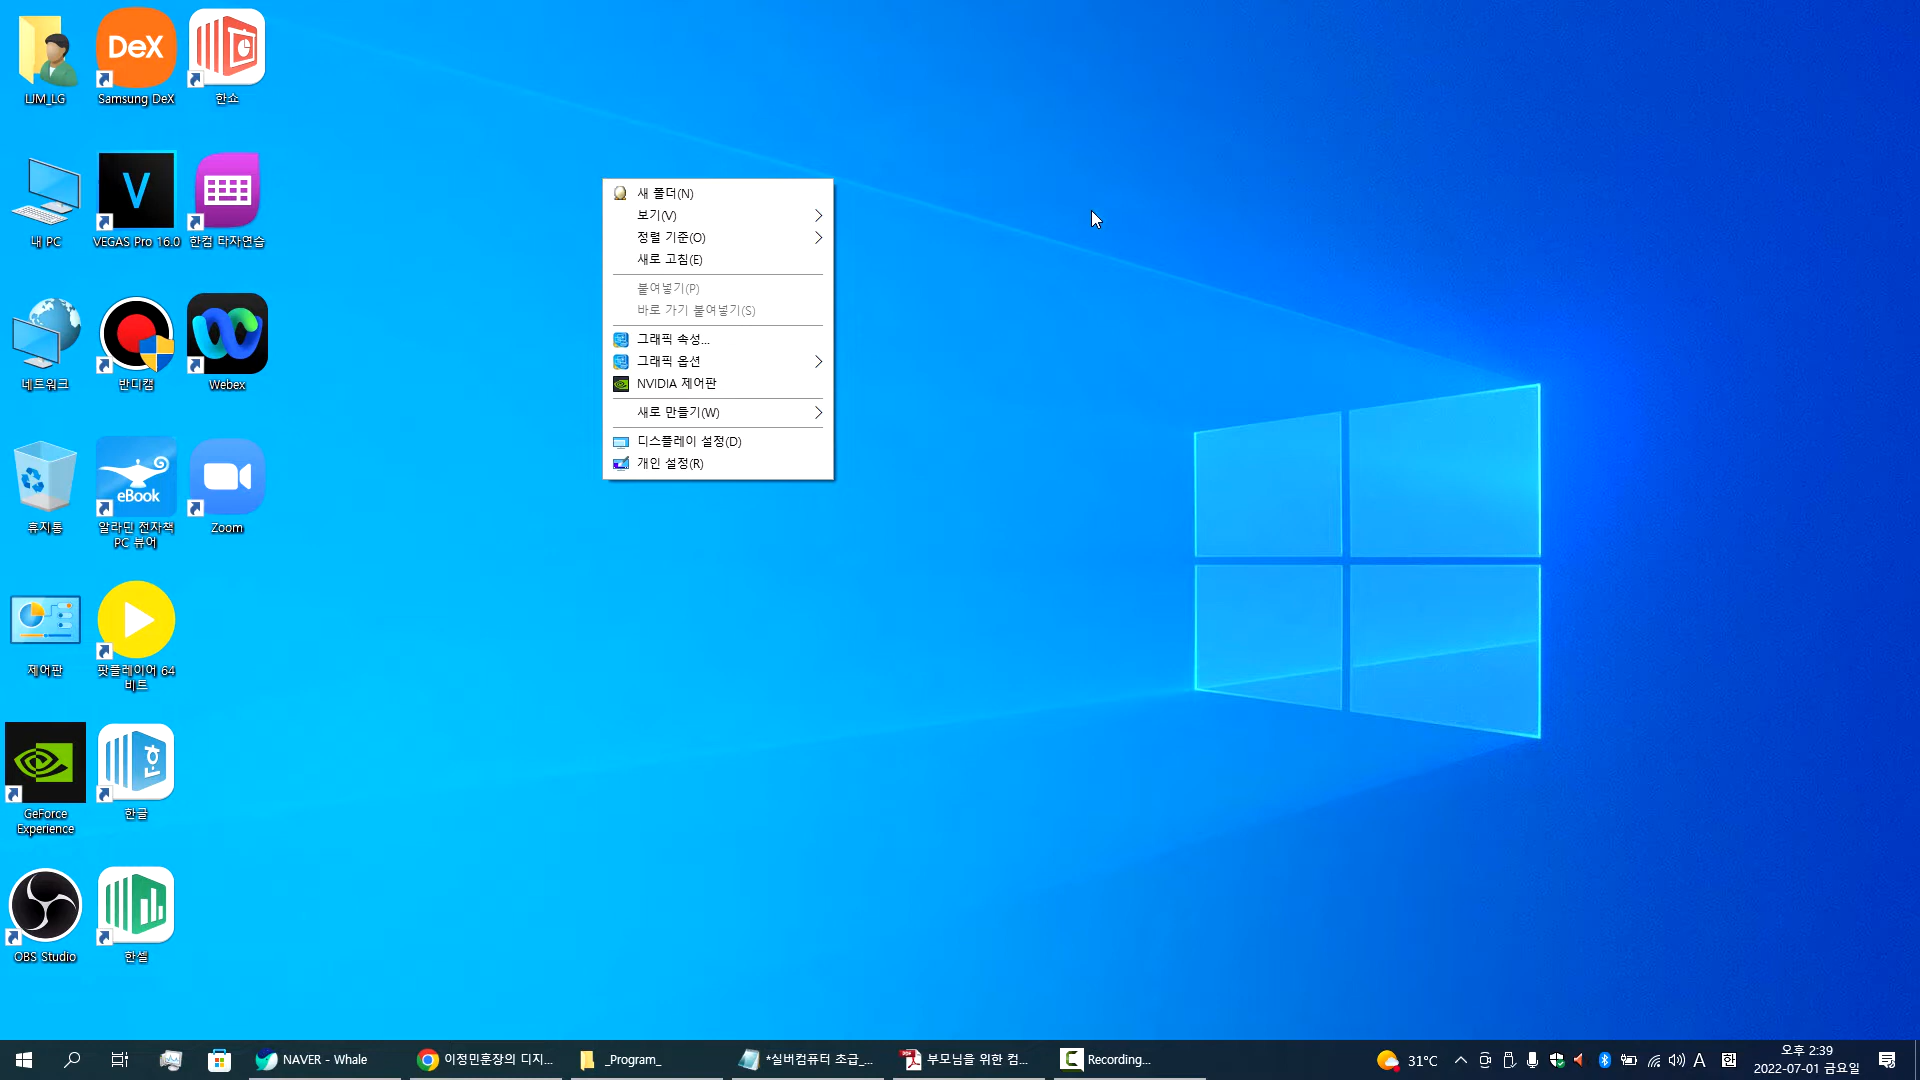 LJM_LG
DeX
Samsung DeX
한쇼
내 PC
V
VEGAS Pro 16.0
한컴 타자연습
네트워크
반디캠
Webex
휴지통
eBook
알라딘 전자책
PC 뷰어
Zoom
제어판
팟플레이어 64
비트
GeForce
Experience
한
한글
OBS Studio
한셀
새 폴더(N)
보기(V)
정렬 기준(O)
새로 고침(E)
붙여넣기(P)
바로 가기 붙여넣기(S)
그래픽 속성...
그래픽 옵션
NVIDIA 제어판
새로 만들기(W)
디스플레이 설정(D)
개인 설정(R)
NAVER - Whale
이정민훈장의 디지...
_Program_
*실버컴퓨터 초급_...
PDF
부모님을 위한 컴...
Recording...
31°C
A
한
오후 2:39
2022-07-01 금요일